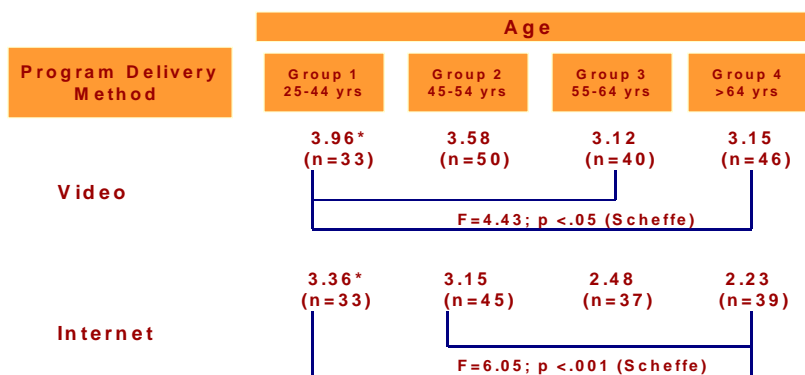 Age
Program Delivery
Method
Group 1
25-44 yrs
Group 2
45-54 yrs
Group 3
55-64 yrs
Group 4
>64 yrs
3.96* 3.58 3.12 3.15
(n=33) (n=50) (n=40) (n=46)
Video
F=4.43; p <.05 (Scheffe)
3.36* 3.15 2.48 2.23
(n=33) (n=45) (n=37) (n=39)
Internet
F=6.05; p <.001 (Scheffe)